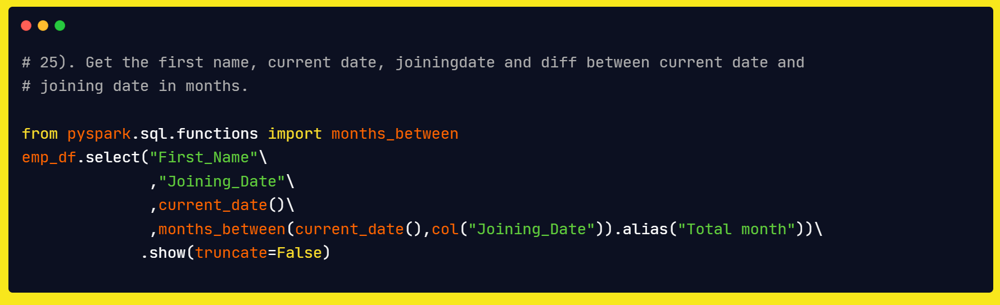 # 25). Get the first name, current date, joiningdate and diff between current date and
# joining date in months.
from pyspark.sql.functions import months_between
emp_df.select("First_Name"\
,"Joining_Date"\
,current_date()\
,months_between(current_date(),col("Joining_Date")).alias("Total month"))\
.show(truncate=False)